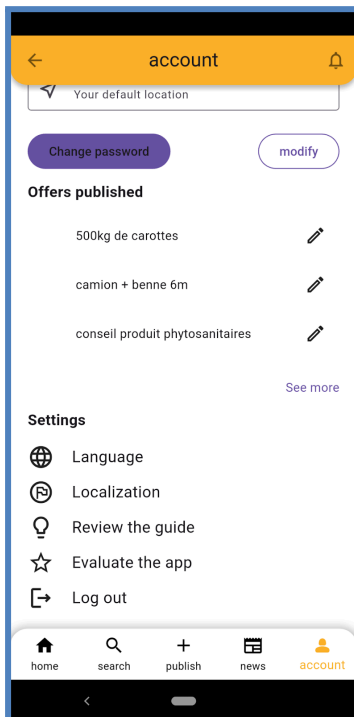 account
Your default location
Change password
modify
Offers published
500kg de carottes
camion + benne 6m
conseil produit phytosanitaires
See more
Settings
Language
Localization
Review the guide
Evaluate the app
Log out
home search publish news account